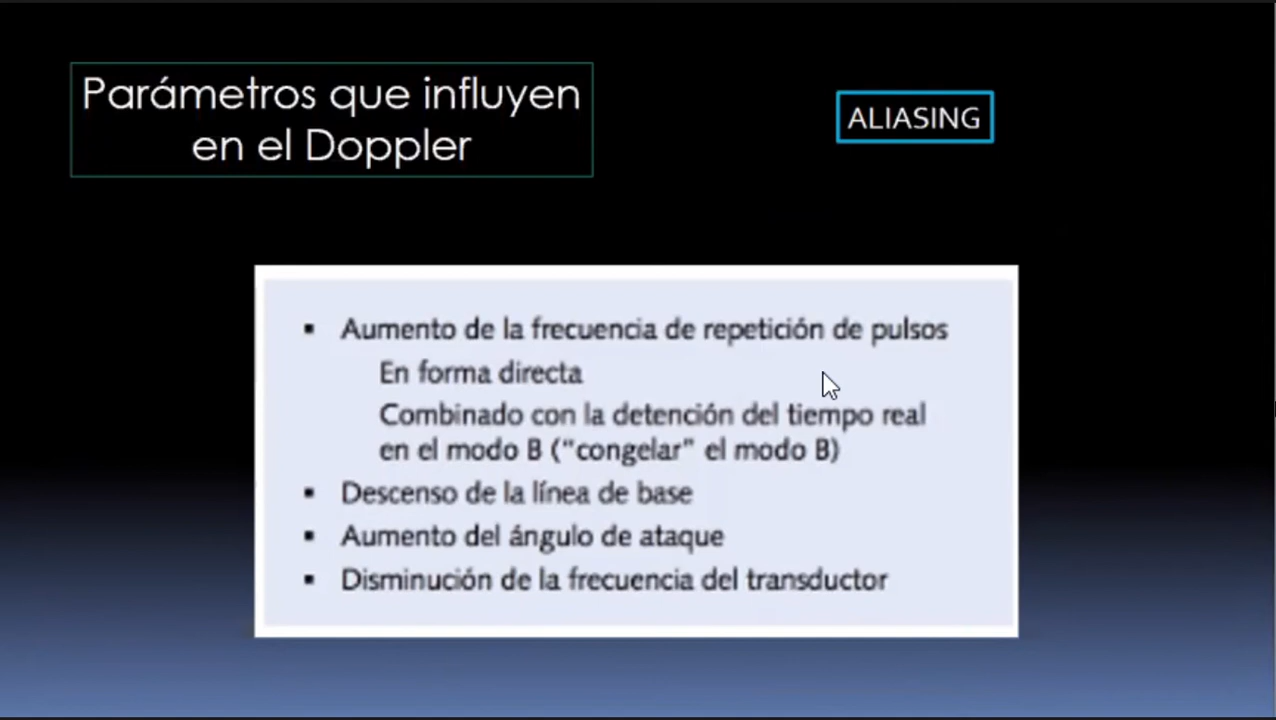 Parámetros que influyen
en el Doppler
ALIASING
▪ Aumento de la frecuencia de repetición de pulsos
En forma directa
Combinado con la detención del tiempo real
en el modo B (“congelar” el modo B)
▪ Descenso de la línea de base
▪ Aumento del ángulo de ataque
▪ Disminución de la frecuencia del transductor